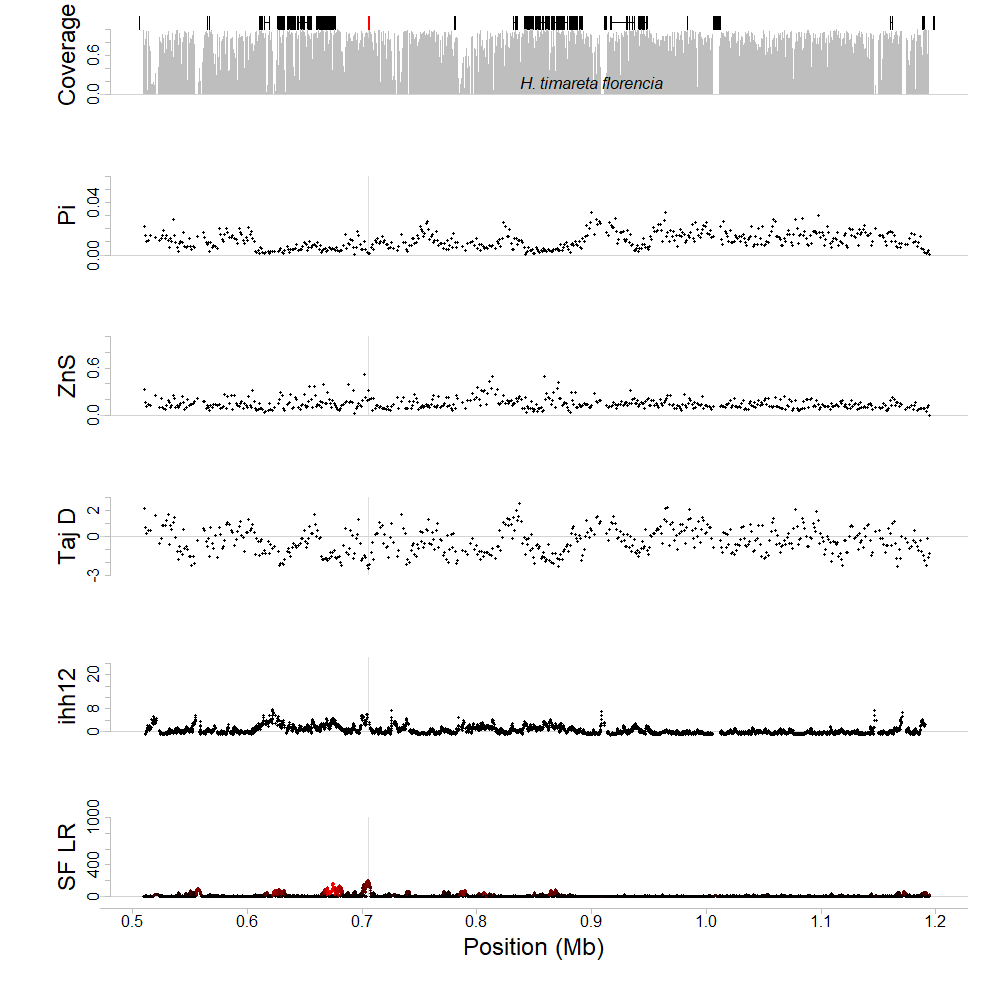 Coverage
0.0 0.6
H. timareta florencia
Pi
0.00 0.04
ZnS
0.0 0.6
Taj D
-3 0 2
ihh12
0 8 20
SF LR
0 400 1000
0.5 0.6 0.7 0.8 0.9 1.0 1.1 1.2
Position (Mb)